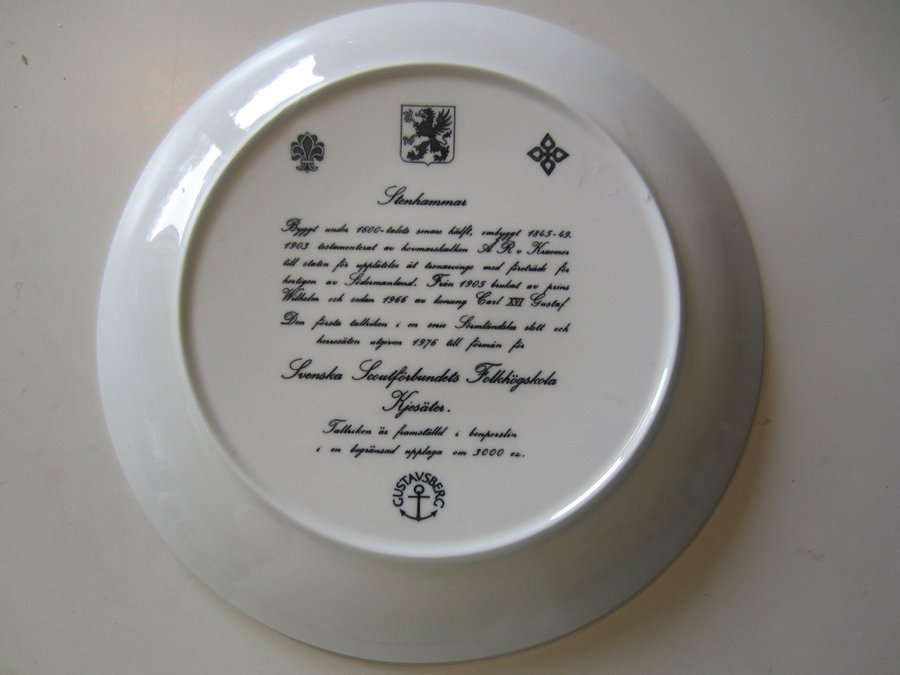 Stenhammar
Byggt under 1600-talets senare hälft, ombyggt 1845-49.
1903 testamenterat av hovmarskalken A R v Kraemer
till staten för upplåtelse åt tronarvinge med företräde för
hertigen av Södermanland. Från 1905 brukat av prins
Wilhelm och sedan 1966 av konung Carl XVI Gustaf
Den första tallriken i en serie Sörmländska slott och
herresäten utgiven 1976 till förmån för
Svenska Scoutförbundets Folkhögskola
Kjesäter.
Tallriken är framställd i benporslin
i en begränsad upplaga om 3000 ex.
GUSTAVSBERG